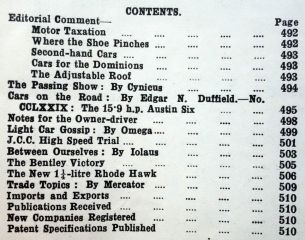 CONTENTS.
Editorial Comment— Page
Motor Taxation .... .... .... .... 492
Where the Shoe Pinches .... .... .... 492
Second-hand Cars .... .... .... .... 493
Cars for the Dominions .... .... .... 493
The Adjustable Roof .... .... .... 493
The Passing Show: By Cynicus .... .... 494
Cars on the Road: By Edgar N. Duffield.—No.
CCLXXIX: The 15·9 h.p. Austin Six .... .... 495
Notes for the Owner-driver .... .... .... 498
Light Car Gossip: By Omega .... .... .... 499
J.C.C. High Speed Trial .... .... .... .... 501
Between Ourselves: By Iolaus .... .... .... 503
The Bentley Victory .... .... .... .... 505
The New 1½-litre Rhode Hawk .... .... .... 506
Trade Topics: By Mercator .... .... .... 509
Imports and Exports .... .... .... .... 510
Publications Received .... .... .... .... 510
New Companies Registered .... .... .... 510
Patent Specifications Published .... .... 510